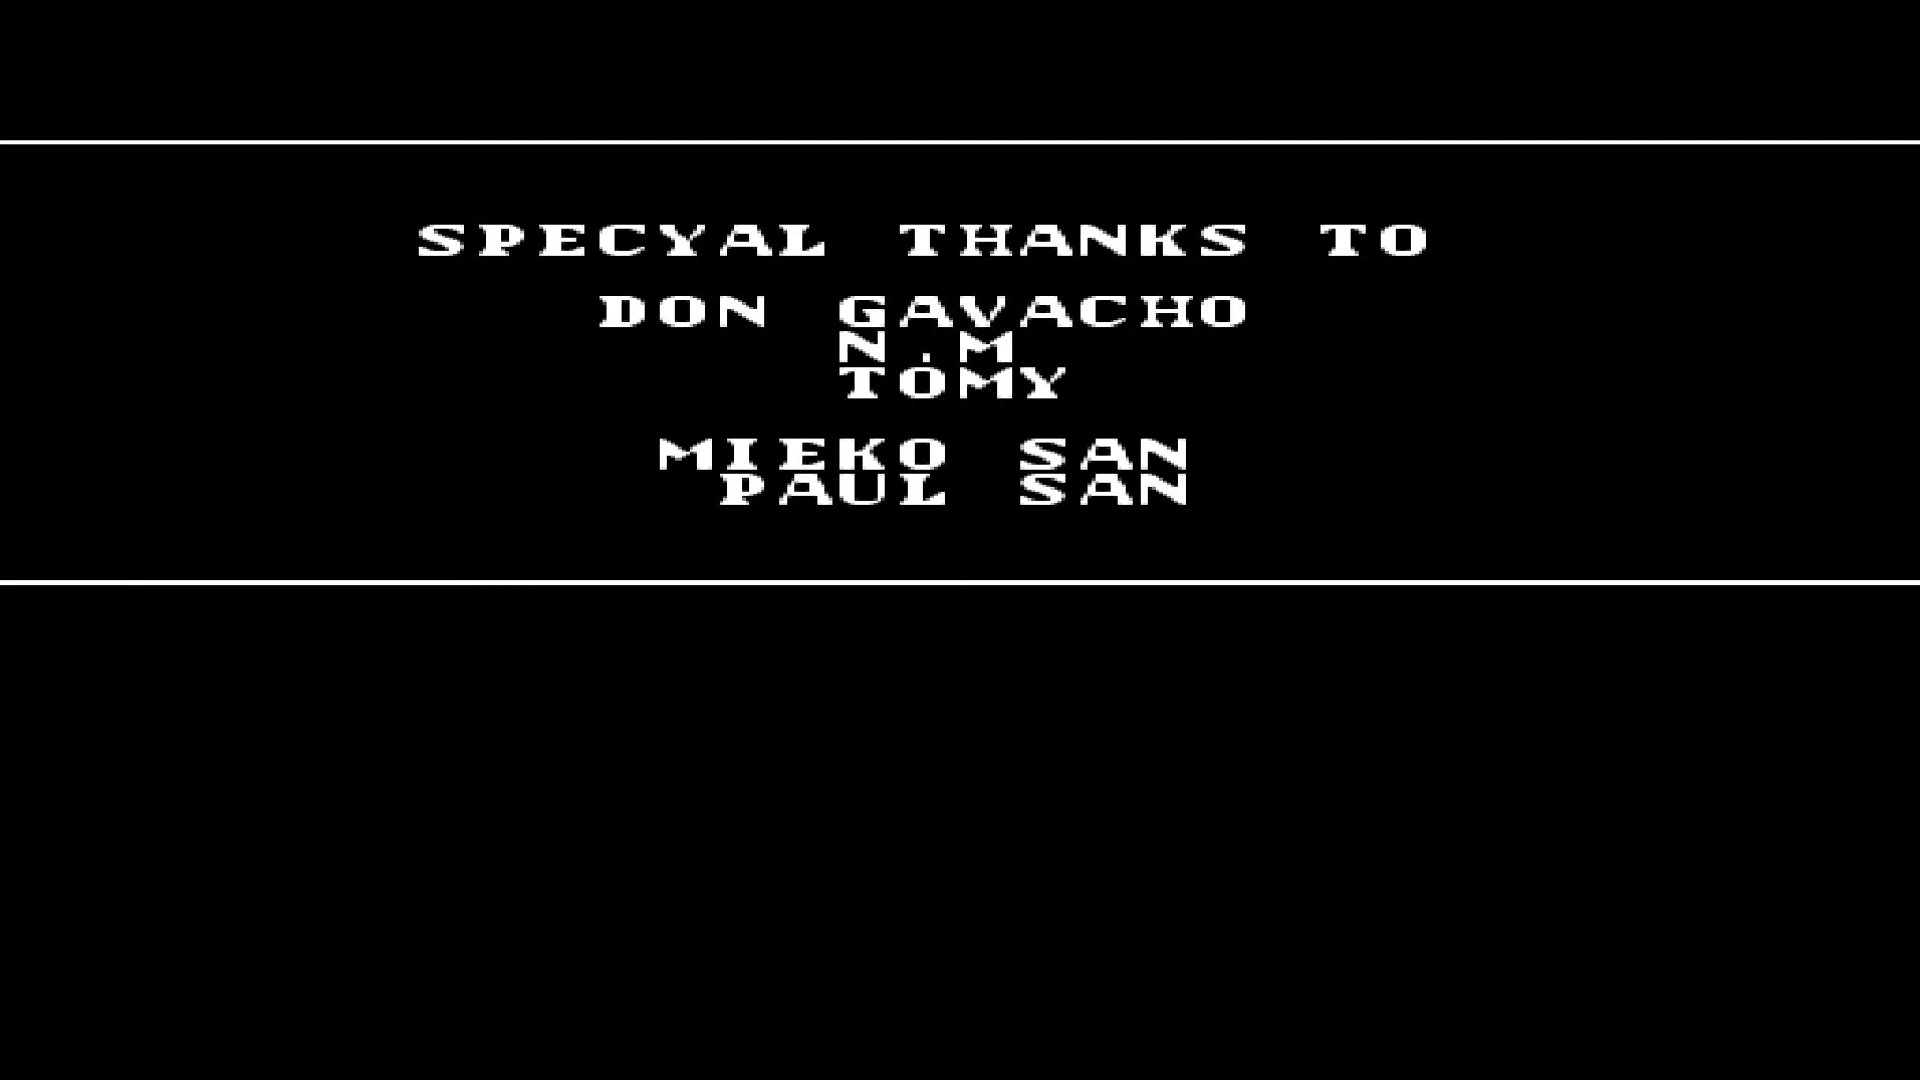 SPECYAL THANKS TO
DON GAVACHO
N.M
TOMY
MIEKO SAN
PAUL SAN